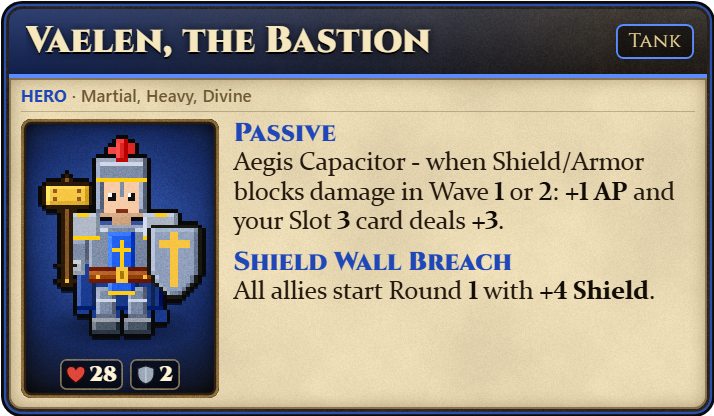 Vaelen, the Bastion
Tank
HERO · Martial, Heavy, Divine
Passive
Aegis Capacitor - when Shield/Armor
blocks damage in Wave 1 or 2: +1 AP and
your Slot 3 card deals +3.
Shield Wall Breach
All allies start Round 1 with +4 Shield.
28
2